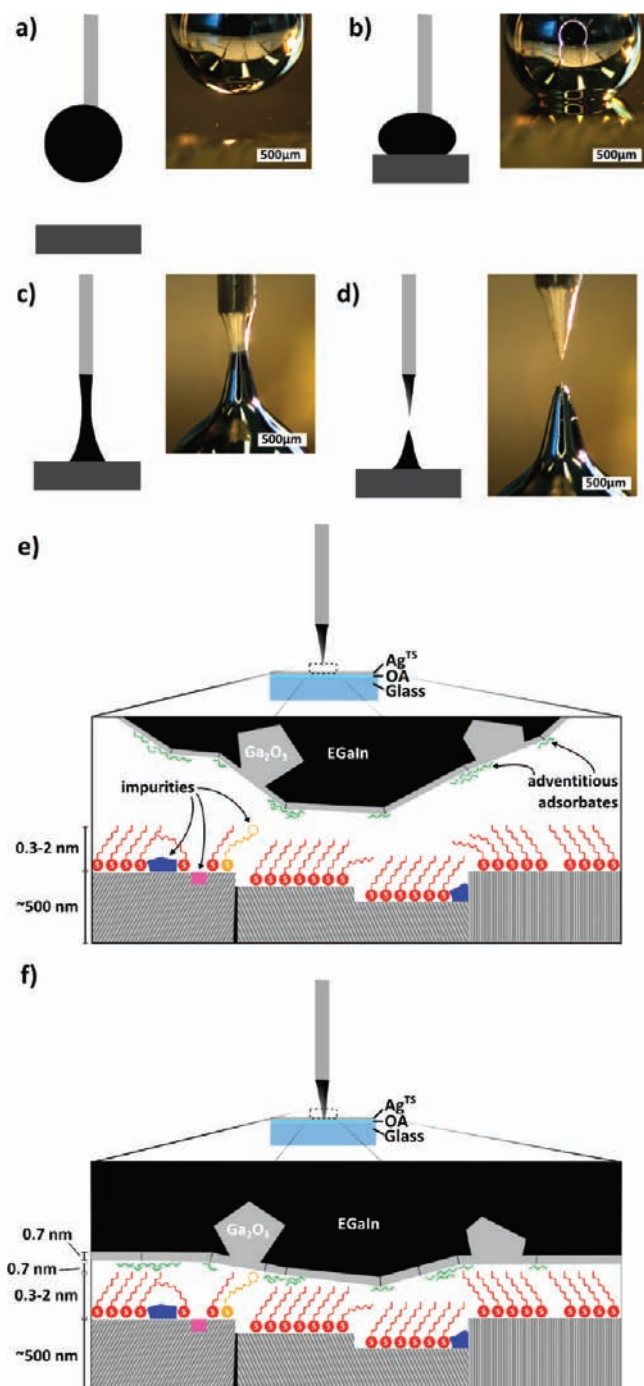 a)
500μm
b)
500μm
c)
500μm
d)
500μm
e)
Ag^TS
OA
Glass
Ga₂O₃
EGaIn
impurities
adventitious
adsorbates
0.3-2 nm
S S S S S S S S S S S S S S S S S S S S S S S S S S S
~500 nm
f)
Ag^TS
OA
Glass
Ga₂O₃
EGaIn
0.7 nm
0.7 nm
0.3-2 nm
~500 nm